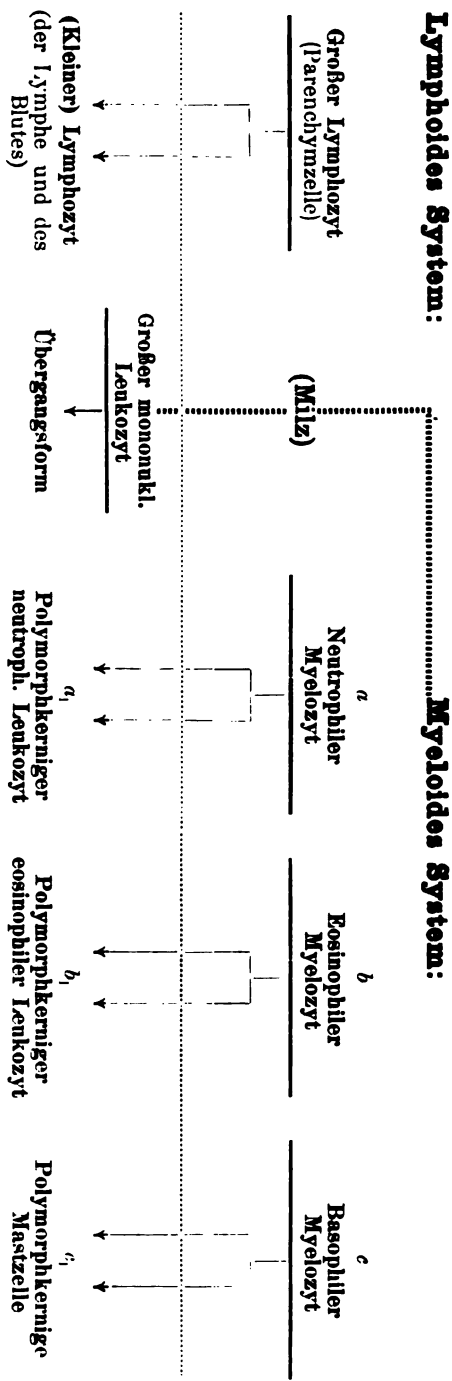 Lymphoides System:
Myeloides System:
Großer Lymphozyt
(Parenchymzelle)
(Milz)
a
Neutrophiler
Myelozyt
b
Eosinophiler
Myelozyt
c
Basophiler
Myelozyt
(Kleiner) Lymphozyt
(der Lymphe und des
Blutes)
Großer mononukl.
Leukozyt
Übergangsform
a₁
Polymorphkerniger
neutroph. Leukozyt
b₁
Polymorphkerniger
eosinophiler Leukozyt
c₁
Polymorphkernige
Mastzelle